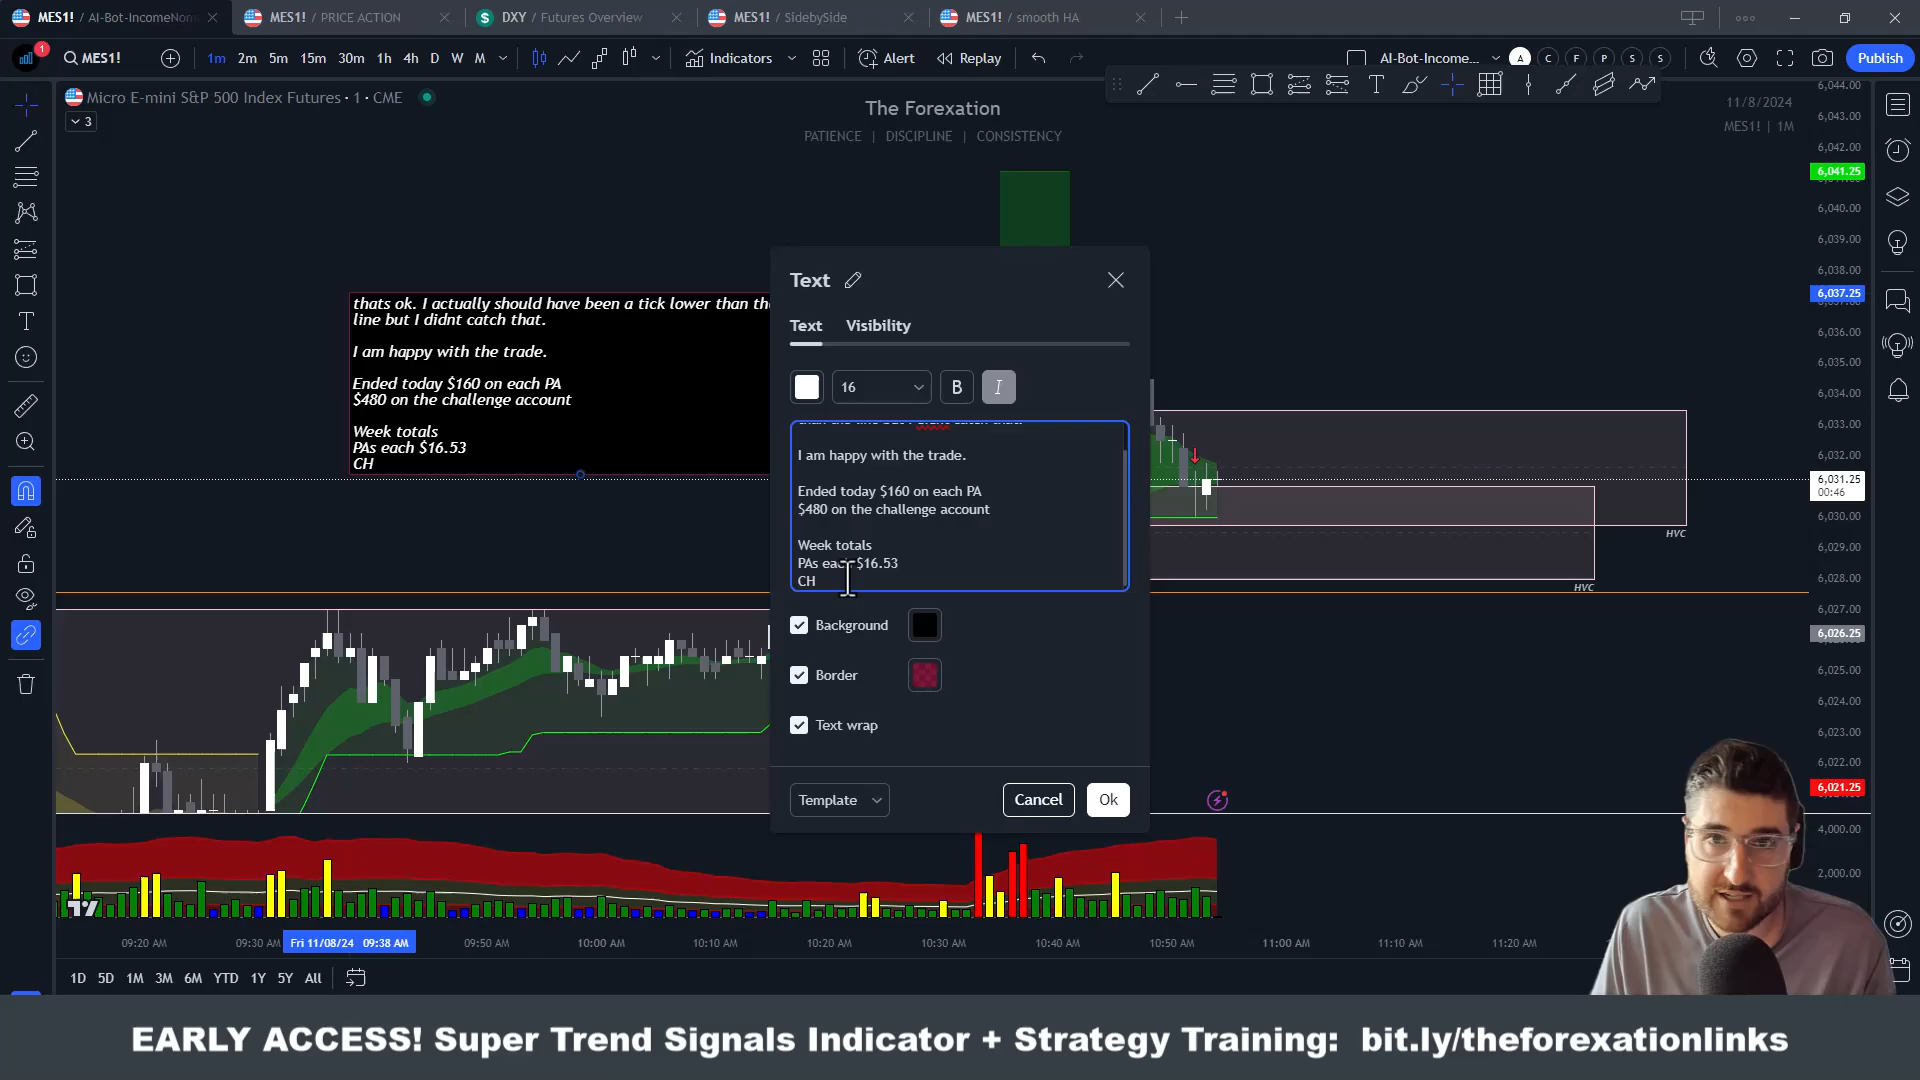 MES1! / AI-Bot-IncomeNom
MES1! / PRICE ACTION
DXY / Futures Overview
MES1! / SidebySide
MES1! / smooth HA
1
MES1!
1m 2m 5m 15m 30m 1h 4h D W M
Indicators
Alert
Replay
AI-Bot-Income...
A C F P S S
Publish
Micro E-mini S&P 500 Index Futures · 1 · CME
3
The Forexation
PATIENCE | DISCIPLINE | CONSISTENCY
11/8/2024
MES1! | 1M
6,044.00
6,043.00
6,042.00
6,041.25
6,040.00
6,039.00
6,038.00
6,037.25
6,036.00
6,035.00
6,034.00
6,033.00
6,032.00
6,031.25
00:46
6,030.00
6,029.00
6,028.00
6,027.00
6,026.25
6,025.00
6,024.00
6,023.00
6,022.00
6,021.25
4,000.00
2,000.00
thats ok. I actually should have been a tick lower than the
line but I didnt catch that.
I am happy with the trade.
Ended today $160 on each PA
$480 on the challenge account
Week totals
PAs each $16.53
CH
Text
Text Visibility
16 B I
than the line but I didnt catch that.
I am happy with the trade.
Ended today $160 on each PA
$480 on the challenge account
Week totals
PAs each $16.53
CH
Background
Border
Text wrap
Template
Cancel
Ok
HVC
HVC
09:20 AM 09:30 AM Fri 11/08/24 09:38 AM 09:50 AM 10:00 AM 10:10 AM 10:20 AM 10:30 AM 10:40 AM 10:50 AM 11:00 AM 11:10 AM 11:20 AM
1D 5D 1M 3M 6M YTD 1Y 5Y All
EARLY ACCESS! Super Trend Signals Indicator + Strategy Training: bit.ly/theforexationlinks